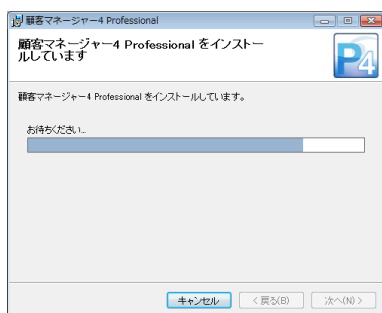 顧客マネージャー4 Professional
顧客マネージャー4 Professional をインストー
ルしています
P4
顧客マネージャー4 Professional をインストールしています。
お待ちください...
キャンセル
< 戻る(B)
次へ(N) >